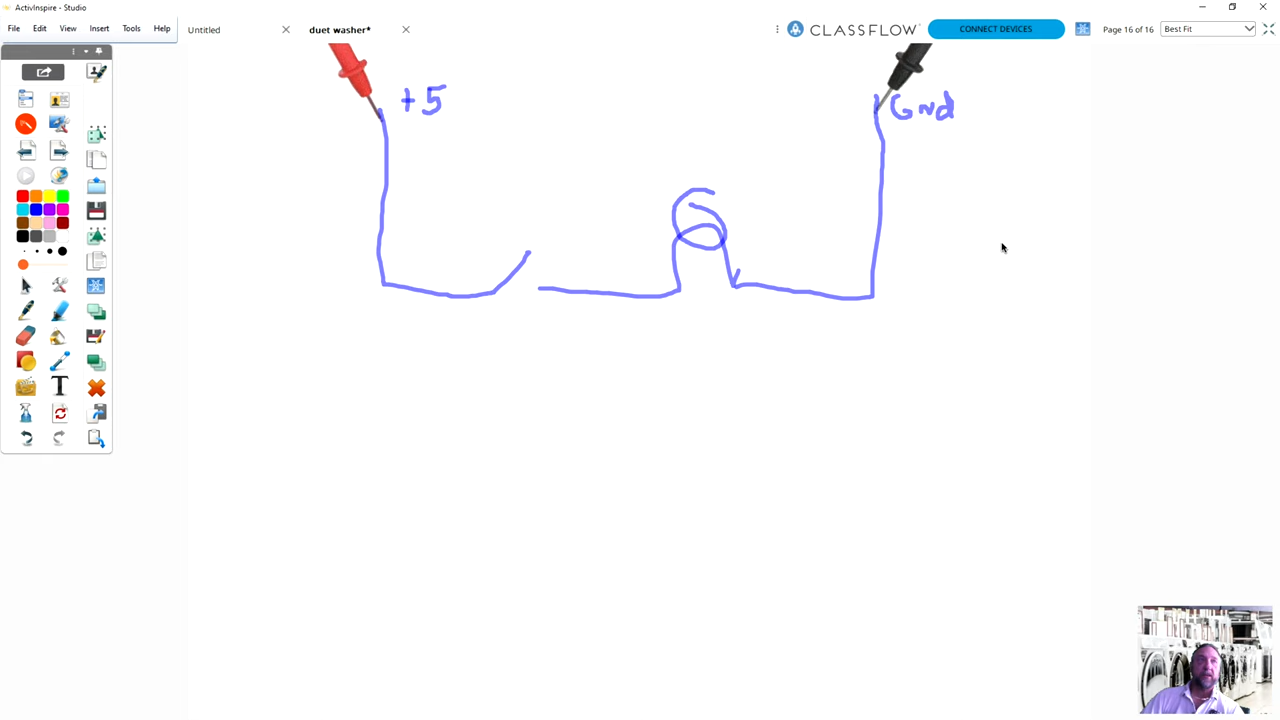 ActivInspire - Studio
File Edit View Insert Tools Help
Untitled
duet washer*
CLASSFLOW
CONNECT DEVICES
Page 16 of 16
Best Fit
+5
Gnd
T